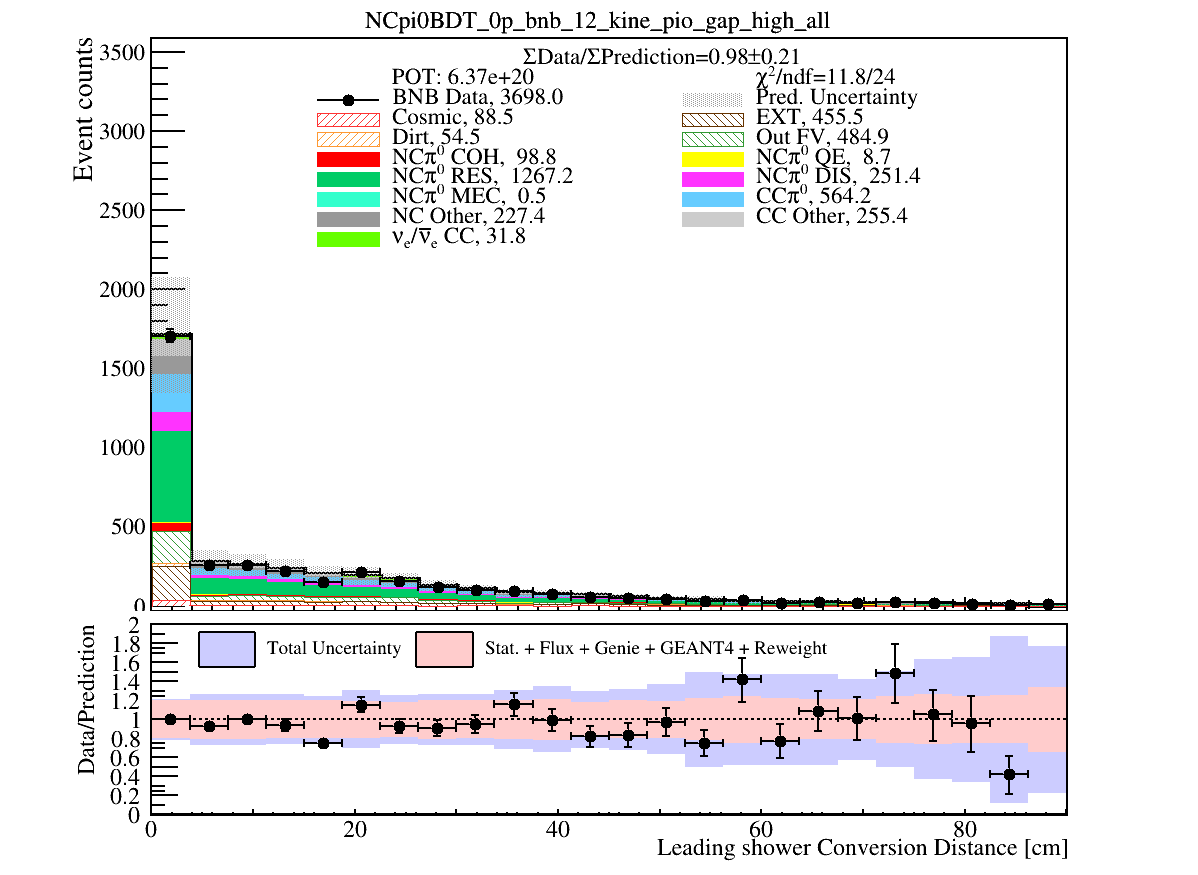 NCpi0BDT_0p_bnb_12_kine_pio_gap_high_all
ΣData/ΣPrediction=0.98±0.21
POT: 6.37e+20
χ²/ndf=11.8/24
BNB Data, 3698.0
Pred. Uncertainty
Cosmic, 88.5
EXT, 455.5
Dirt, 54.5
Out FV, 484.9
NCπ⁰ COH, 98.8
NCπ⁰ QE, 8.7
NCπ⁰ RES, 1267.2
NCπ⁰ DIS, 251.4
NCπ⁰ MEC, 0.5
CCπ⁰, 564.2
NC Other, 227.4
CC Other, 255.4
νₑ/ν̅ₑ CC, 31.8
Event counts
3500
3000
2500
2000
1500
1000
500
0
Total Uncertainty
Stat. + Flux + Genie + GEANT4 + Reweight
Data/Prediction
2
1.8
1.6
1.4
1.2
1
0.8
0.6
0.4
0.2
0
0 20 40 60 80
Leading shower Conversion Distance [cm]